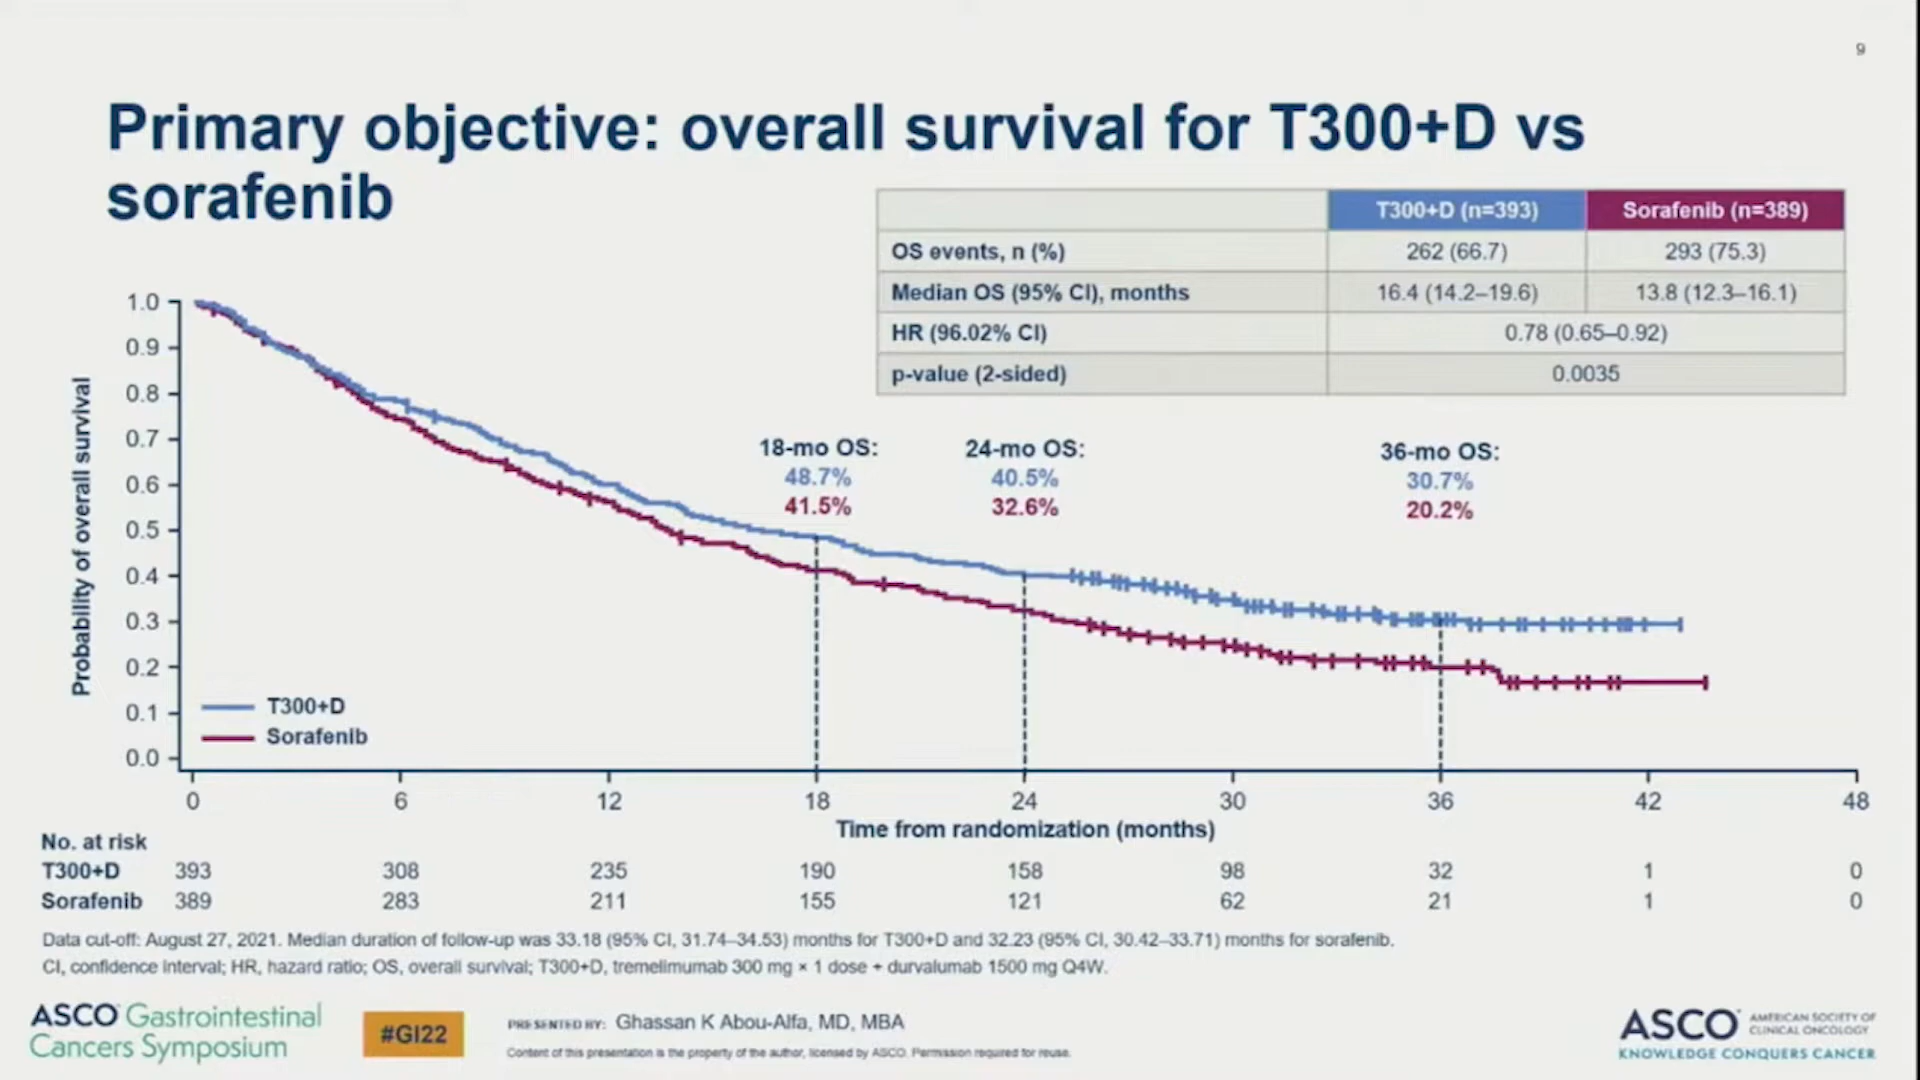 9
Primary objective: overall survival for T300+D vs
sorafenib
T300+D (n=393) Sorafenib (n=389)
OS events, n (%) 262 (66.7) 293 (75.3)
Median OS (95% CI), months 16.4 (14.2–19.6) 13.8 (12.3–16.1)
HR (96.02% CI) 0.78 (0.65–0.92)
p-value (2-sided) 0.0035
Probability of overall survival
1.0
0.9
0.8
0.7
0.6
0.5
0.4
0.3
0.2
0.1
0.0
18-mo OS: 24-mo OS: 36-mo OS:
48.7% 40.5% 30.7%
41.5% 32.6% 20.2%
T300+D
Sorafenib
0 6 12 18 24 30 36 42 48
Time from randomization (months)
No. at risk
T300+D 393 308 235 190 158 98 32 1 0
Sorafenib 389 283 211 155 121 62 21 1 0
Data cut-off: August 27, 2021. Median duration of follow-up was 33.18 (95% CI, 31.74–34.53) months for T300+D and 32.23 (95% CI, 30.42–33.71) months for sorafenib.
CI, confidence interval; HR, hazard ratio; OS, overall survival; T300+D, tremelimumab 300 mg × 1 dose + durvalumab 1500 mg Q4W.
ASCO Gastrointestinal
Cancers Symposium
#GI22
PRESENTED BY: Ghassan K Abou-Alfa, MD, MBA
Content of this presentation is the property of the author, licensed by ASCO. Permission required for reuse.
ASCO AMERICAN SOCIETY OF
CLINICAL ONCOLOGY
KNOWLEDGE CONQUERS CANCER